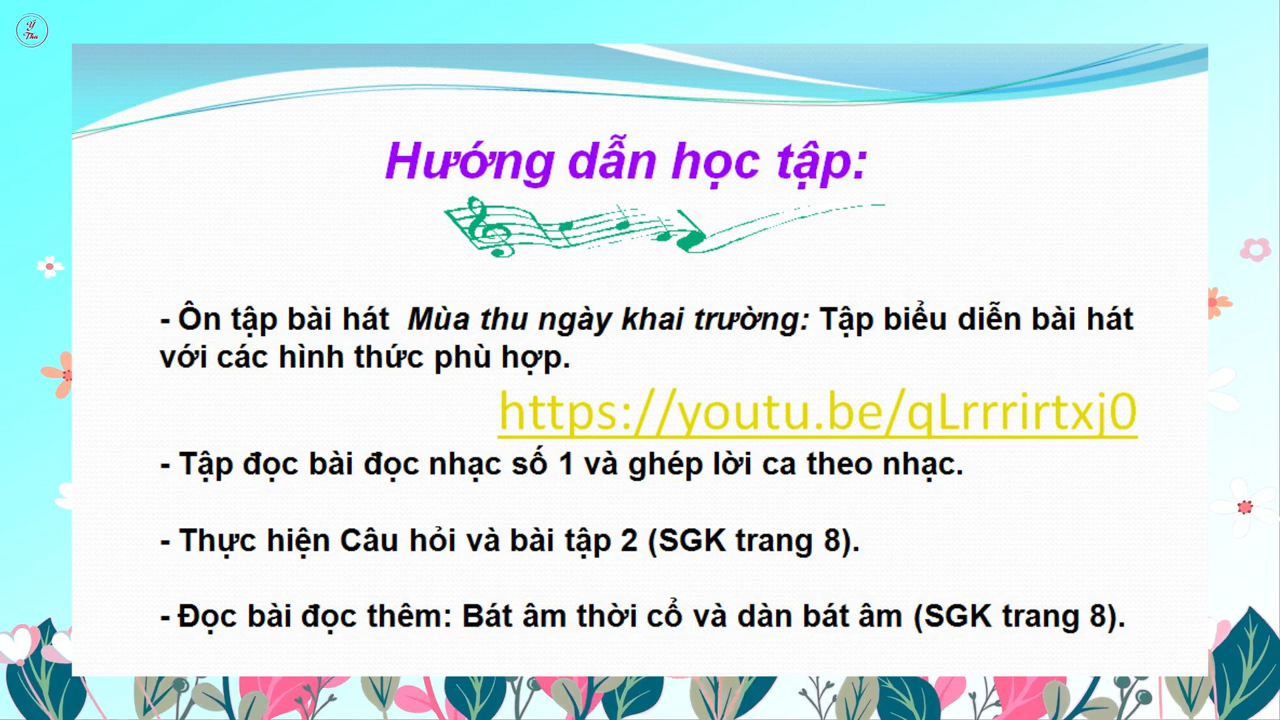 Ý
Thu
Hướng dẫn học tập:
- Ôn tập bài hát Mùa thu ngày khai trường: Tập biểu diễn bài hát
với các hình thức phù hợp.
https://youtu.be/qLrrrirtxj0
- Tập đọc bài đọc nhạc số 1 và ghép lời ca theo nhạc.
- Thực hiện Câu hỏi và bài tập 2 (SGK trang 8).
- Đọc bài đọc thêm: Bát âm thời cổ và dàn bát âm (SGK trang 8).